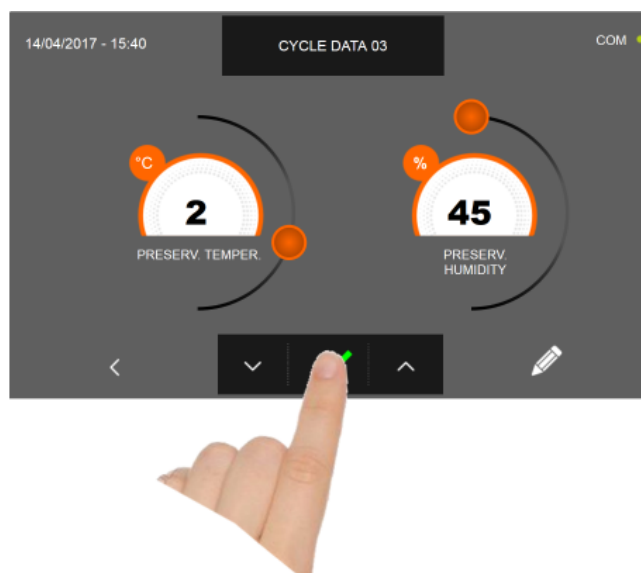 14/04/2017 - 15:40
CYCLE DATA 03
COM
°C
2
PRESERV. TEMPER.
%
45
PRESERV.
HUMIDITY